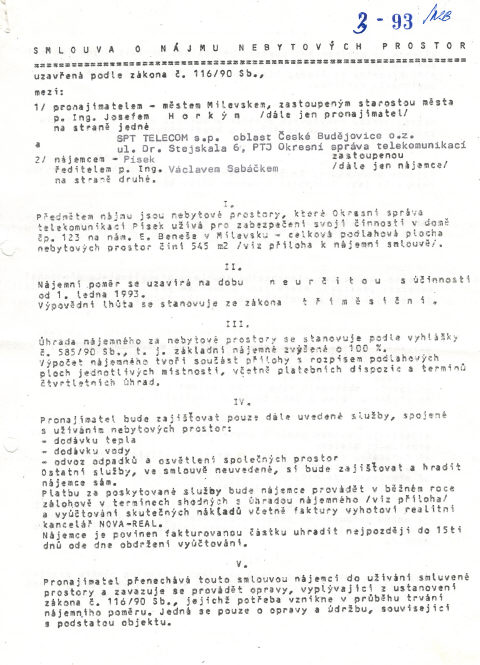 3 - 93 /NB
SMLOUVA O NÁJMU NEBYTOVÝCH PROSTOR
uzavřená podle zákona č. 116/90 Sb.,
mezi:
1/ pronajimatelem - městem Milevskem, zastoupeným starostou města
p. Ing. Josefem Horkým /dále jen pronajimatel/
na straně jedné
a SPT TELECOM s.p. oblast České Budějovice o.z.
ul. Dr. Stejskala 6, PTJ Okresní správa telekomunikací
2/ nájemcem - Písek zastoupenou
ředitelem p. Ing. Václavem Sabáčkem /dále jen nájemce/
na straně druhé.
I.
Předmětem nájmu jsou nebytové prostory, které Okresní správa
telekomunikací Písek užívá pro zabezpečení svojí činnosti v domě
čp. 123 na nám. E. Beneše v Milevsku - celková podlahová plocha
nebytových prostor činí 545 m2 /viz příloha k nájemní smlouvě/.
II.
Nájemní poměr se uzavírá na dobu neurčitou s účinností
od 1. ledna 1993.
Výpovědní lhůta se stanovuje ze zákona tříměsíční.
III.
Úhrada nájemného za nebytové prostory se stanovuje podle vyhlášky
č. 585/90 Sb., t. j. základní nájemné zvýšené o 100 %.
Výpočet nájemného tvoří součást přílohy s rozpisem podlahových
ploch jednotlivých místností, včetně platebních dispozic a termínů
čtvrtletních úhrad.
IV.
Pronajimatel bude zajišťovat pouze dále uvedené služby, spojené
s užíváním nebytových prostor:
- dodávku tepla
- dodávku vody
- odvoz odpadků a osvětlení společných prostor
Ostatní služby, ve smlouvě neuvedené, si bude zajišťovat a hradit
nájemce sám.
Platbu za poskytované služby bude nájemce provádět v běžném roce
zálohově v termínech shodných s úhradou nájemného /viz příloha/
a vyúčtování skutečných nákladů včetně faktury vyhotoví realitní
kancelář NOVA-REAL.
Nájemce je povinen fakturovanou částku uhradit nejpozději do 15ti
dnů ode dne obdržení vyúčtování.
V.
Pronajimatel přenechává touto smlouvou nájemci do užívání smluvené
prostory a zavazuje se provádět opravy, vyplývající z ustanovení
zákona č. 116/90 Sb., jejichž potřeba vznikne v průběhu trvání
nájemního poměru. Jedná se pouze o opravy a údržbu, související
s podstatou objektu.